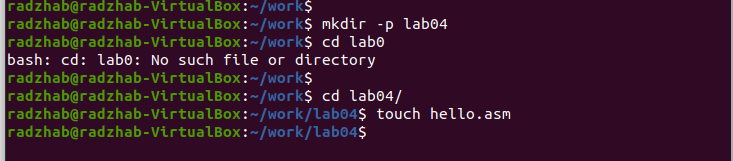 radzhab@radzhab-VirtualBox:~/work$
radzhab@radzhab-VirtualBox:~/work$ mkdir -p lab04
radzhab@radzhab-VirtualBox:~/work$ cd lab0
bash: cd: lab0: No such file or directory
radzhab@radzhab-VirtualBox:~/work$
radzhab@radzhab-VirtualBox:~/work$ cd lab04/
radzhab@radzhab-VirtualBox:~/work/lab04$ touch hello.asm
radzhab@radzhab-VirtualBox:~/work/lab04$